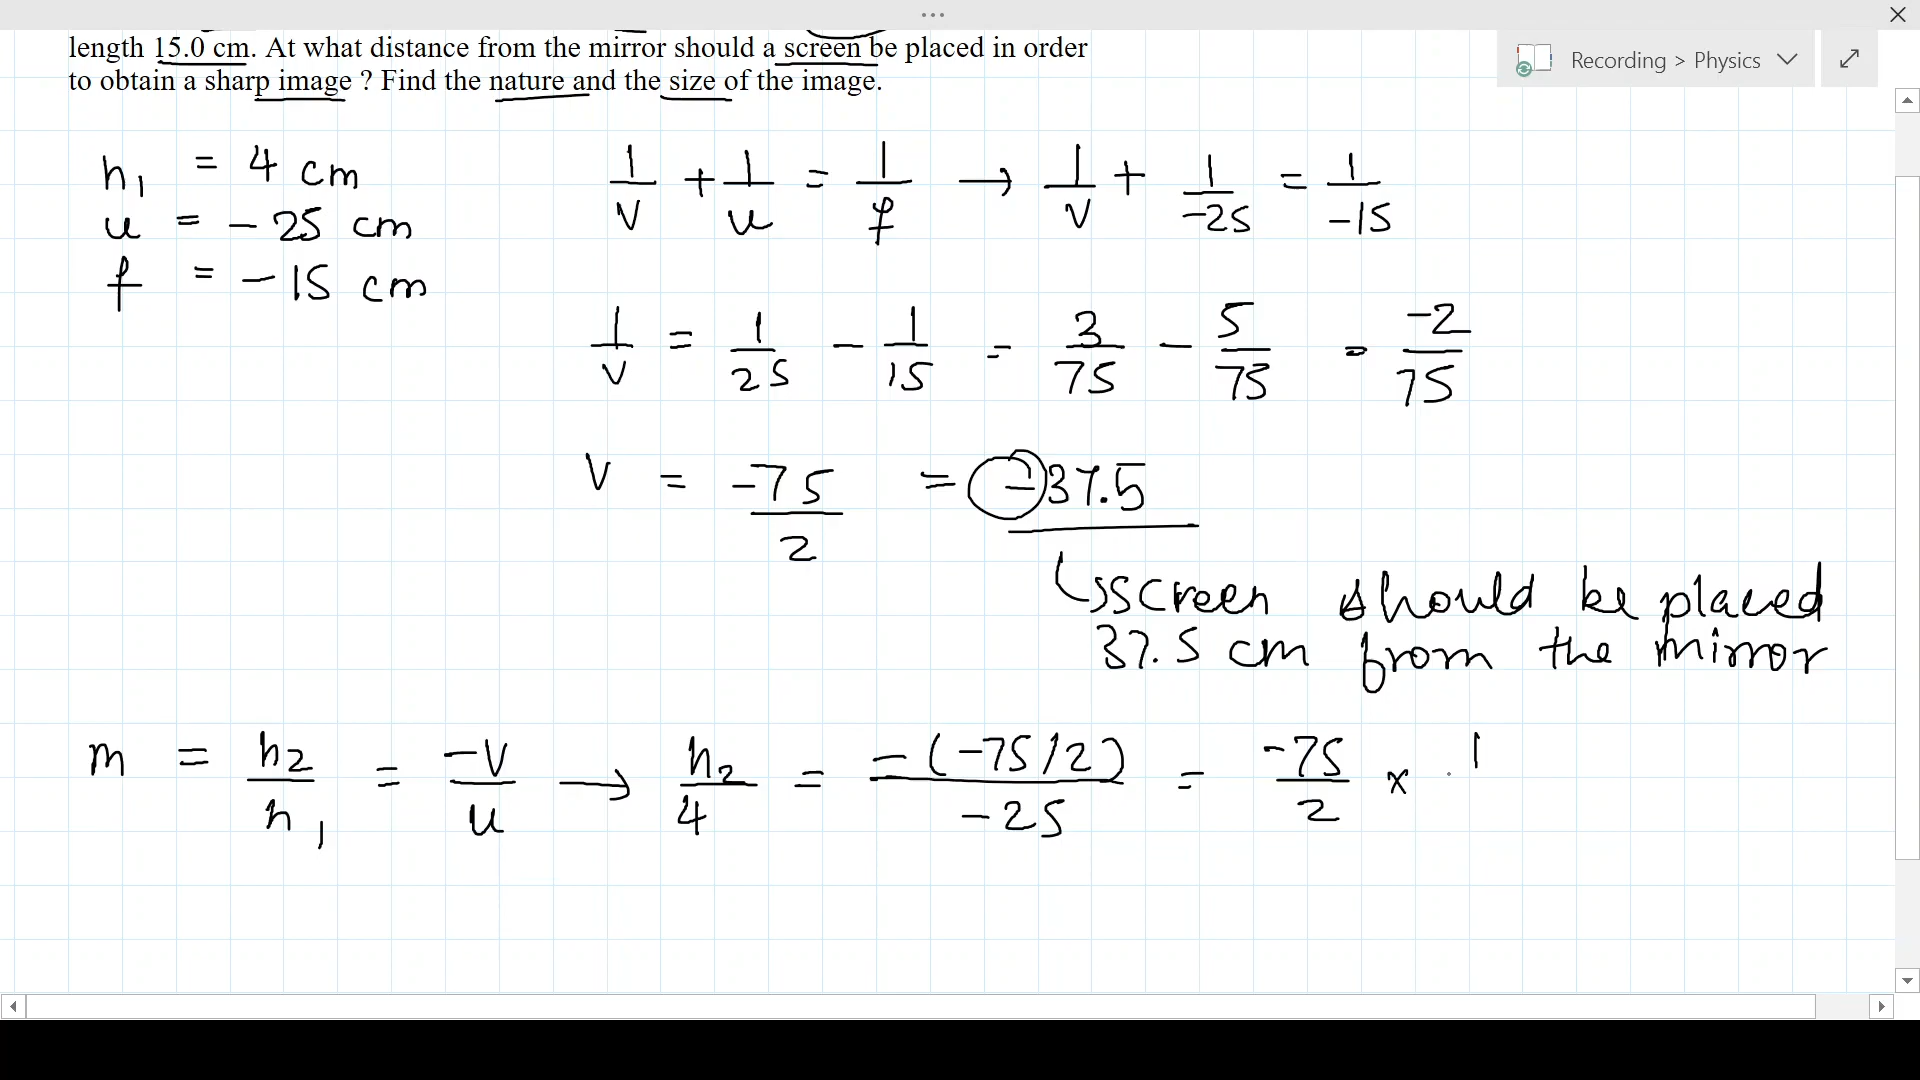 length 15.0 cm. At what distance from the mirror should a screen be placed in order
to obtain a sharp image ? Find the nature and the size of the image.
Recording > Physics
h₁ = 4 cm
u = -25 cm
f = -15 cm
1/v + 1/u = 1/f → 1/v + 1/-25 = 1/-15
1/v = 1/25 - 1/15 = 3/75 - 5/75 = -2/75
v = -75/2 = -37.5
screen should be placed
37.5 cm from the mirror
m = h₂/h₁ = -v/u → h₂/4 = -(-75/2)/-25 = -75/2 × 1